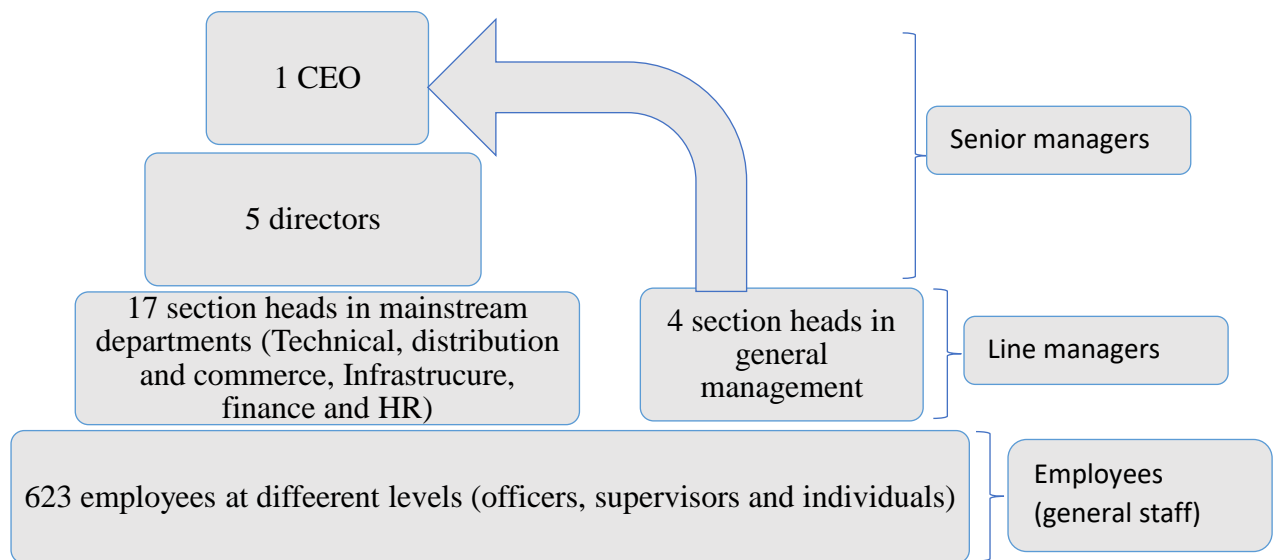 1 CEO
Senior managers
5 directors
17 section heads in mainstream
departments (Technical, distribution
and commerce, Infrastrucure,
finance and HR)
4 section heads in
general
management
Line managers
623 employees at diffeerent levels (officers, supervisors and individuals)
Employees
(general staff)